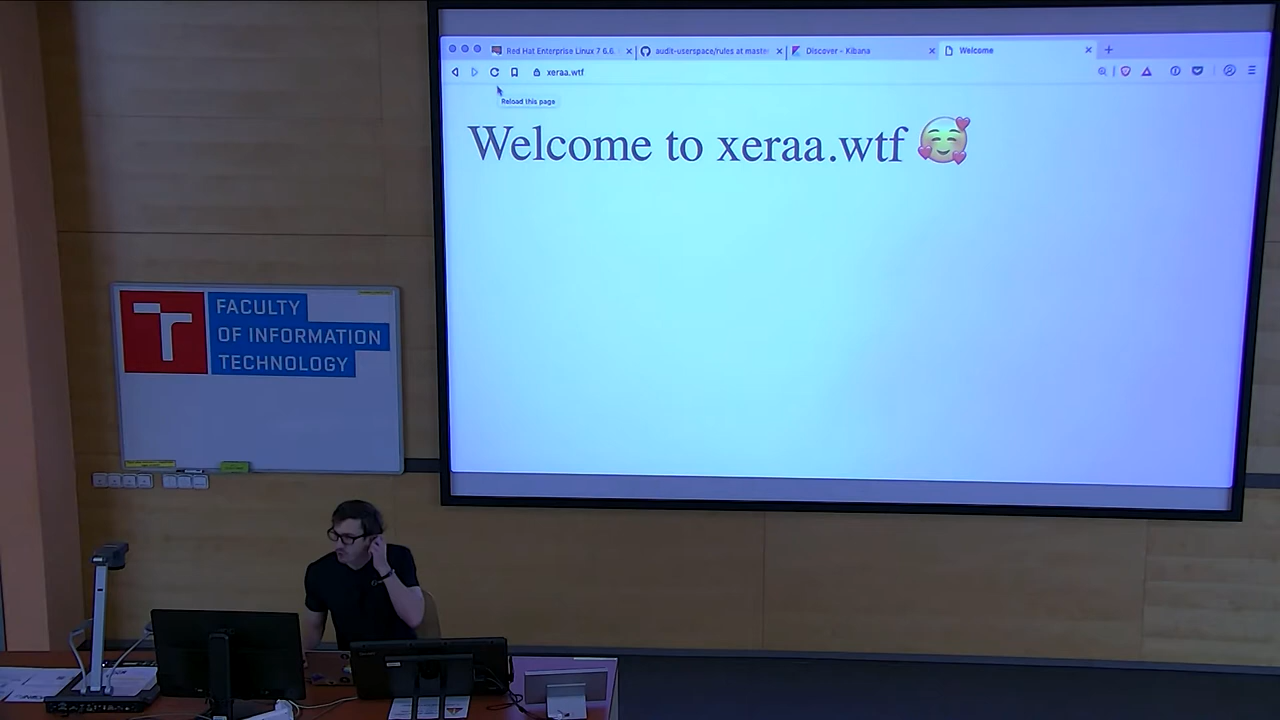 Red Hat Enterprise Linux 7 6.6.
audit-userspace/rules at master
Discover - Kibana
Welcome
xeraa.wtf
Reload this page
Welcome to xeraa.wtf 🥰
FACULTY
OF INFORMATION
TECHNOLOGY